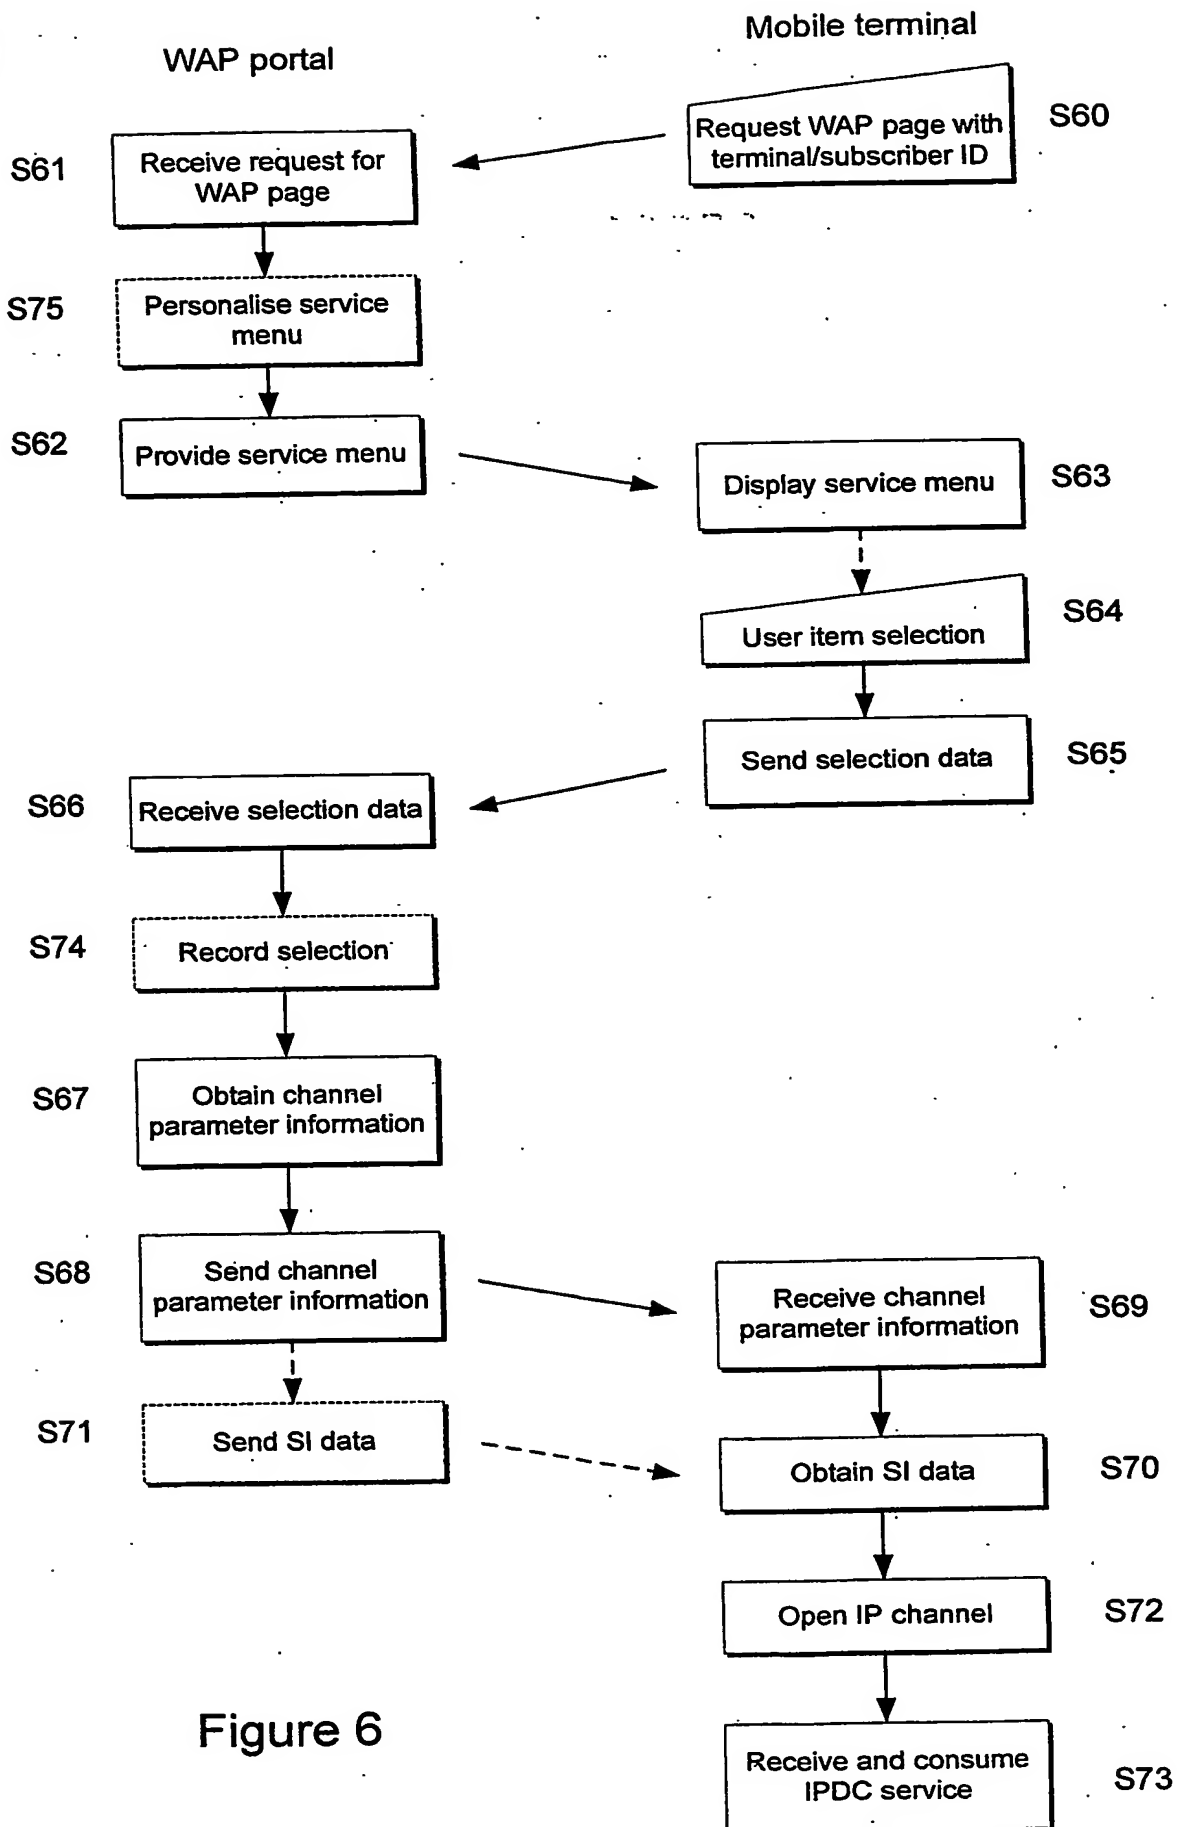 WAP portal
Mobile terminal
Request WAP page with
terminal/subscriber ID
S60
S61
Receive request for
WAP page
S75
Personalise service
menu
S62
Provide service menu
Display service menu
S63
User item selection
S64
Send selection data
S65
S66
Receive selection data
S74
Record selection
S67
Obtain channel
parameter information
S68
Send channel
parameter information
Receive channel
parameter information
S69
S71
Send SI data
Obtain SI data
S70
Open IP channel
S72
Receive and consume
IPDC service
S73
Figure 6